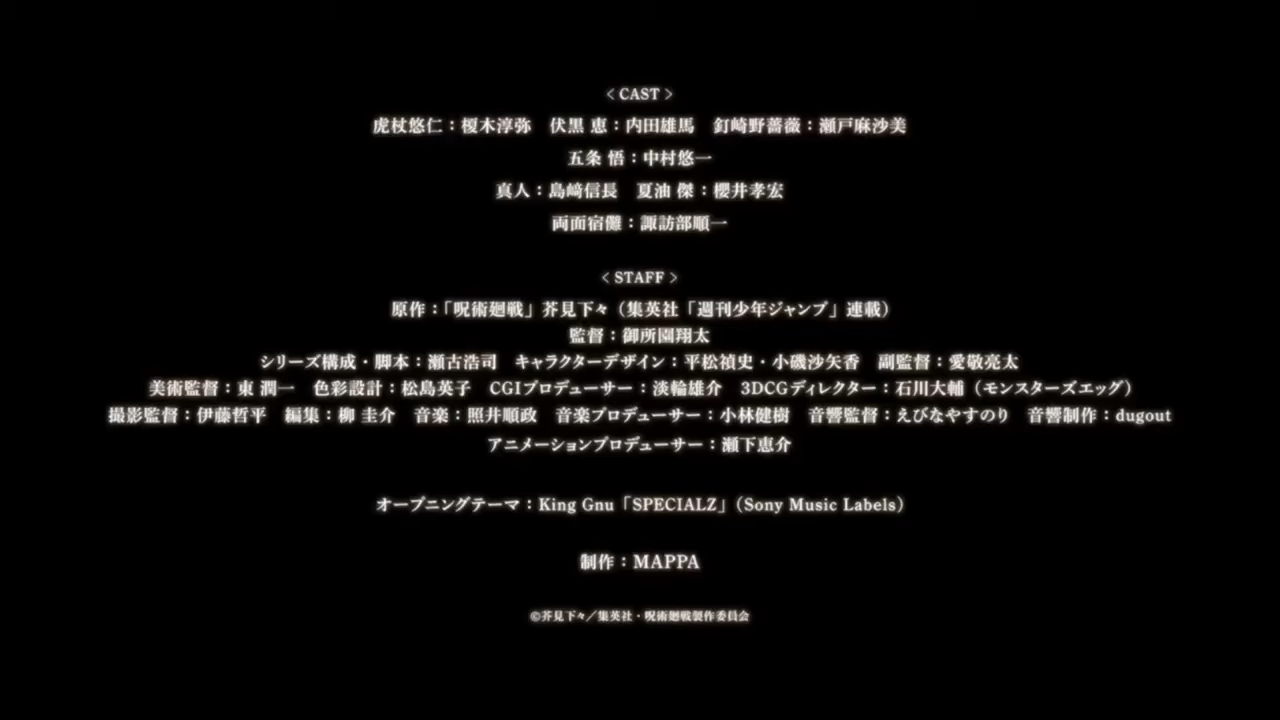 〈 CAST 〉
虎杖悠仁：榎木淳弥　伏黒 恵：内田雄馬　釘崎野薔薇：瀬戸麻沙美
五条 悟：中村悠一
真人：島﨑信長　夏油 傑：櫻井孝宏
両面宿儺：諏訪部順一
〈 STAFF 〉
原作：「呪術廻戦」芥見下々（集英社「週刊少年ジャンプ」連載）
監督：御所園翔太
シリーズ構成・脚本：瀬古浩司　キャラクターデザイン：平松禎史・小磯沙矢香　副監督：愛敬亮太
美術監督：東 潤一　色彩設計：松島英子　CGIプロデューサー：淡輪雄介　3DCGディレクター：石川大輔（モンスターズエッグ）
撮影監督：伊藤哲平　編集：柳 圭介　音楽：照井順政　音楽プロデューサー：小林健樹　音響監督：えびなやすのり　音響制作：dugout
アニメーションプロデューサー：瀬下恵介
オープニングテーマ：King Gnu「SPECIALZ」（Sony Music Labels）
制作：MAPPA
©芥見下々／集英社・呪術廻戦製作委員会